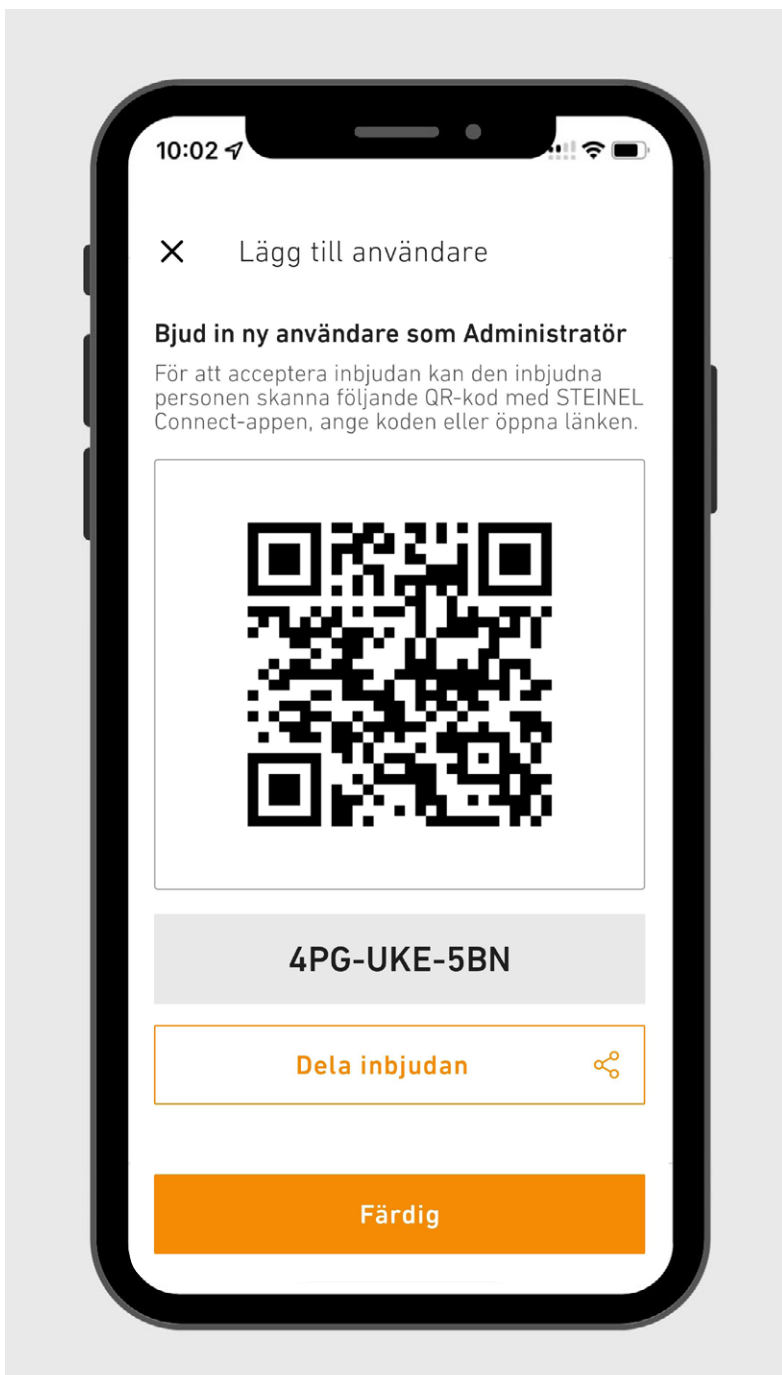 10:02
Lägg till användare
Bjud in ny användare som Administratör
För att acceptera inbjudan kan den inbjudna
personen skanna följande QR-kod med STEINEL
Connect-appen, ange koden eller öppna länken.
4PG-UKE-5BN
Dela inbjudan
Färdig